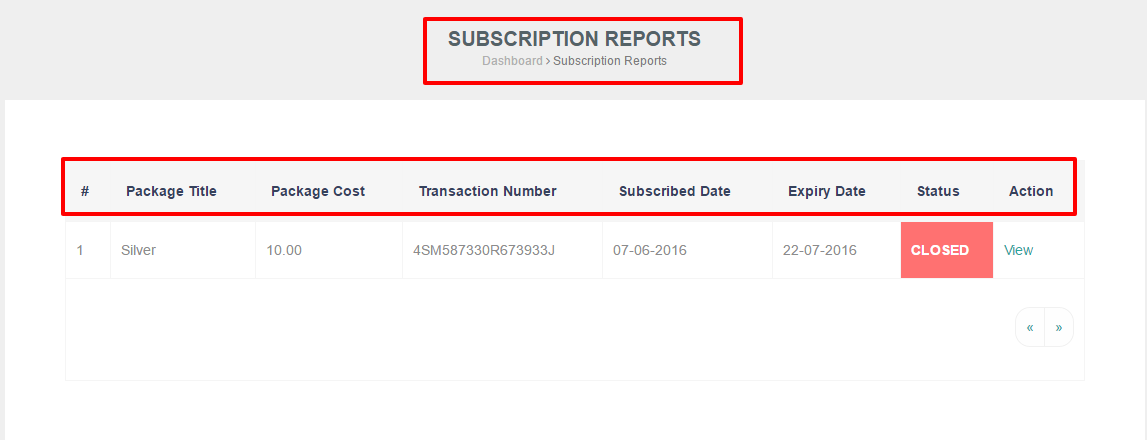 SUBSCRIPTION REPORTS
Dashboard > Subscription Reports
# Package Title Package Cost Transaction Number Subscribed Date Expiry Date Status Action
1 Silver 10.00 4SM587330R673933J 07-06-2016 22-07-2016 CLOSED View
« »